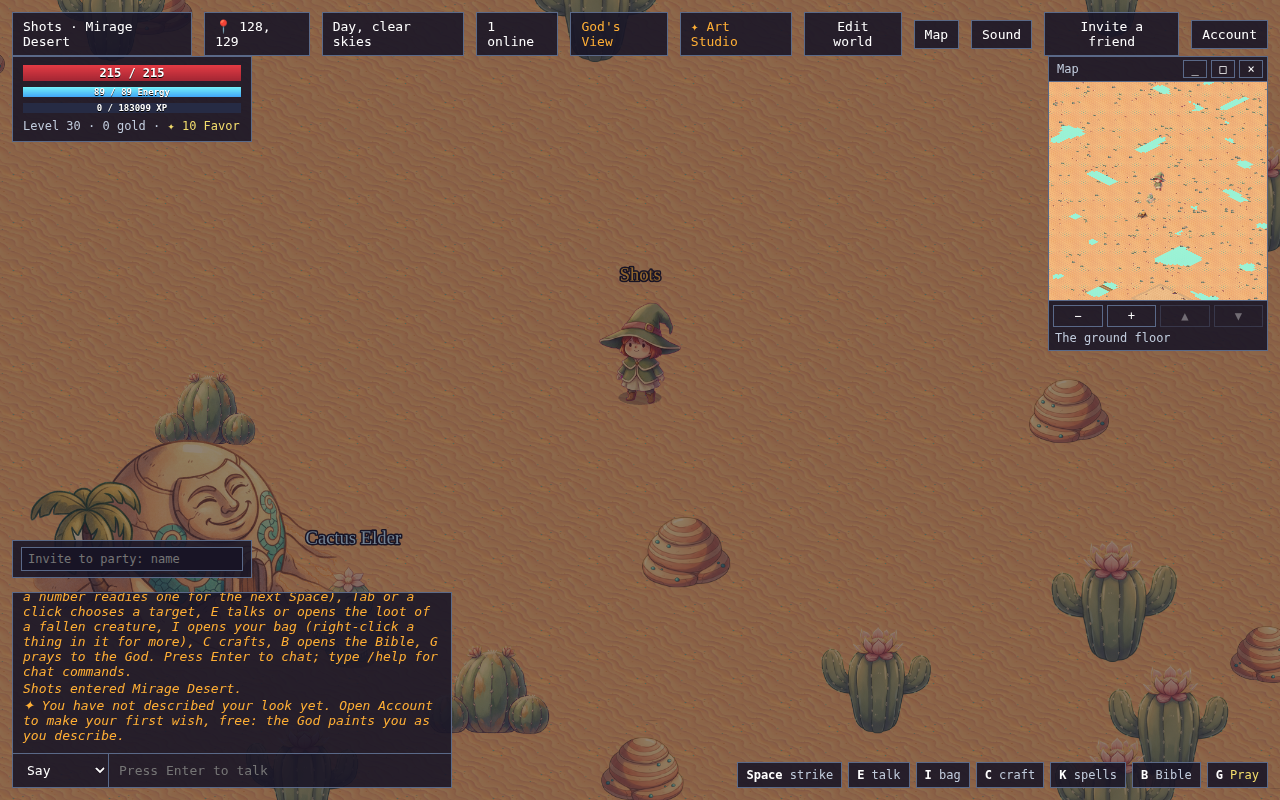 Shots · Mirage Desert
📍 128, 129
Day, clear skies
1 online
God's View
✦ Art Studio
Edit world
Map
Sound
Invite a friend
Account
215 / 215
89 / 89 Energy
0 / 183099 XP
Level 30 · 0 gold · ✦ 10 Favor
Map
_ □ ×
− + ▲ ▼
The ground floor
Shots
Cactus Elder
Invite to party: name
a number readies one for the next Space), Tab or a
click chooses a target, E talks or opens the loot of
a fallen creature, I opens your bag (right-click a
thing in it for more), C crafts, B opens the Bible, G
prays to the God. Press Enter to chat; type /help for
chat commands.
Shots entered Mirage Desert.
✦ You have not described your look yet. Open Account
to make your first wish, free: the God paints you as
you describe.
Say
Press Enter to talk
Space strike
E talk
I bag
C craft
K spells
B Bible
G Pray